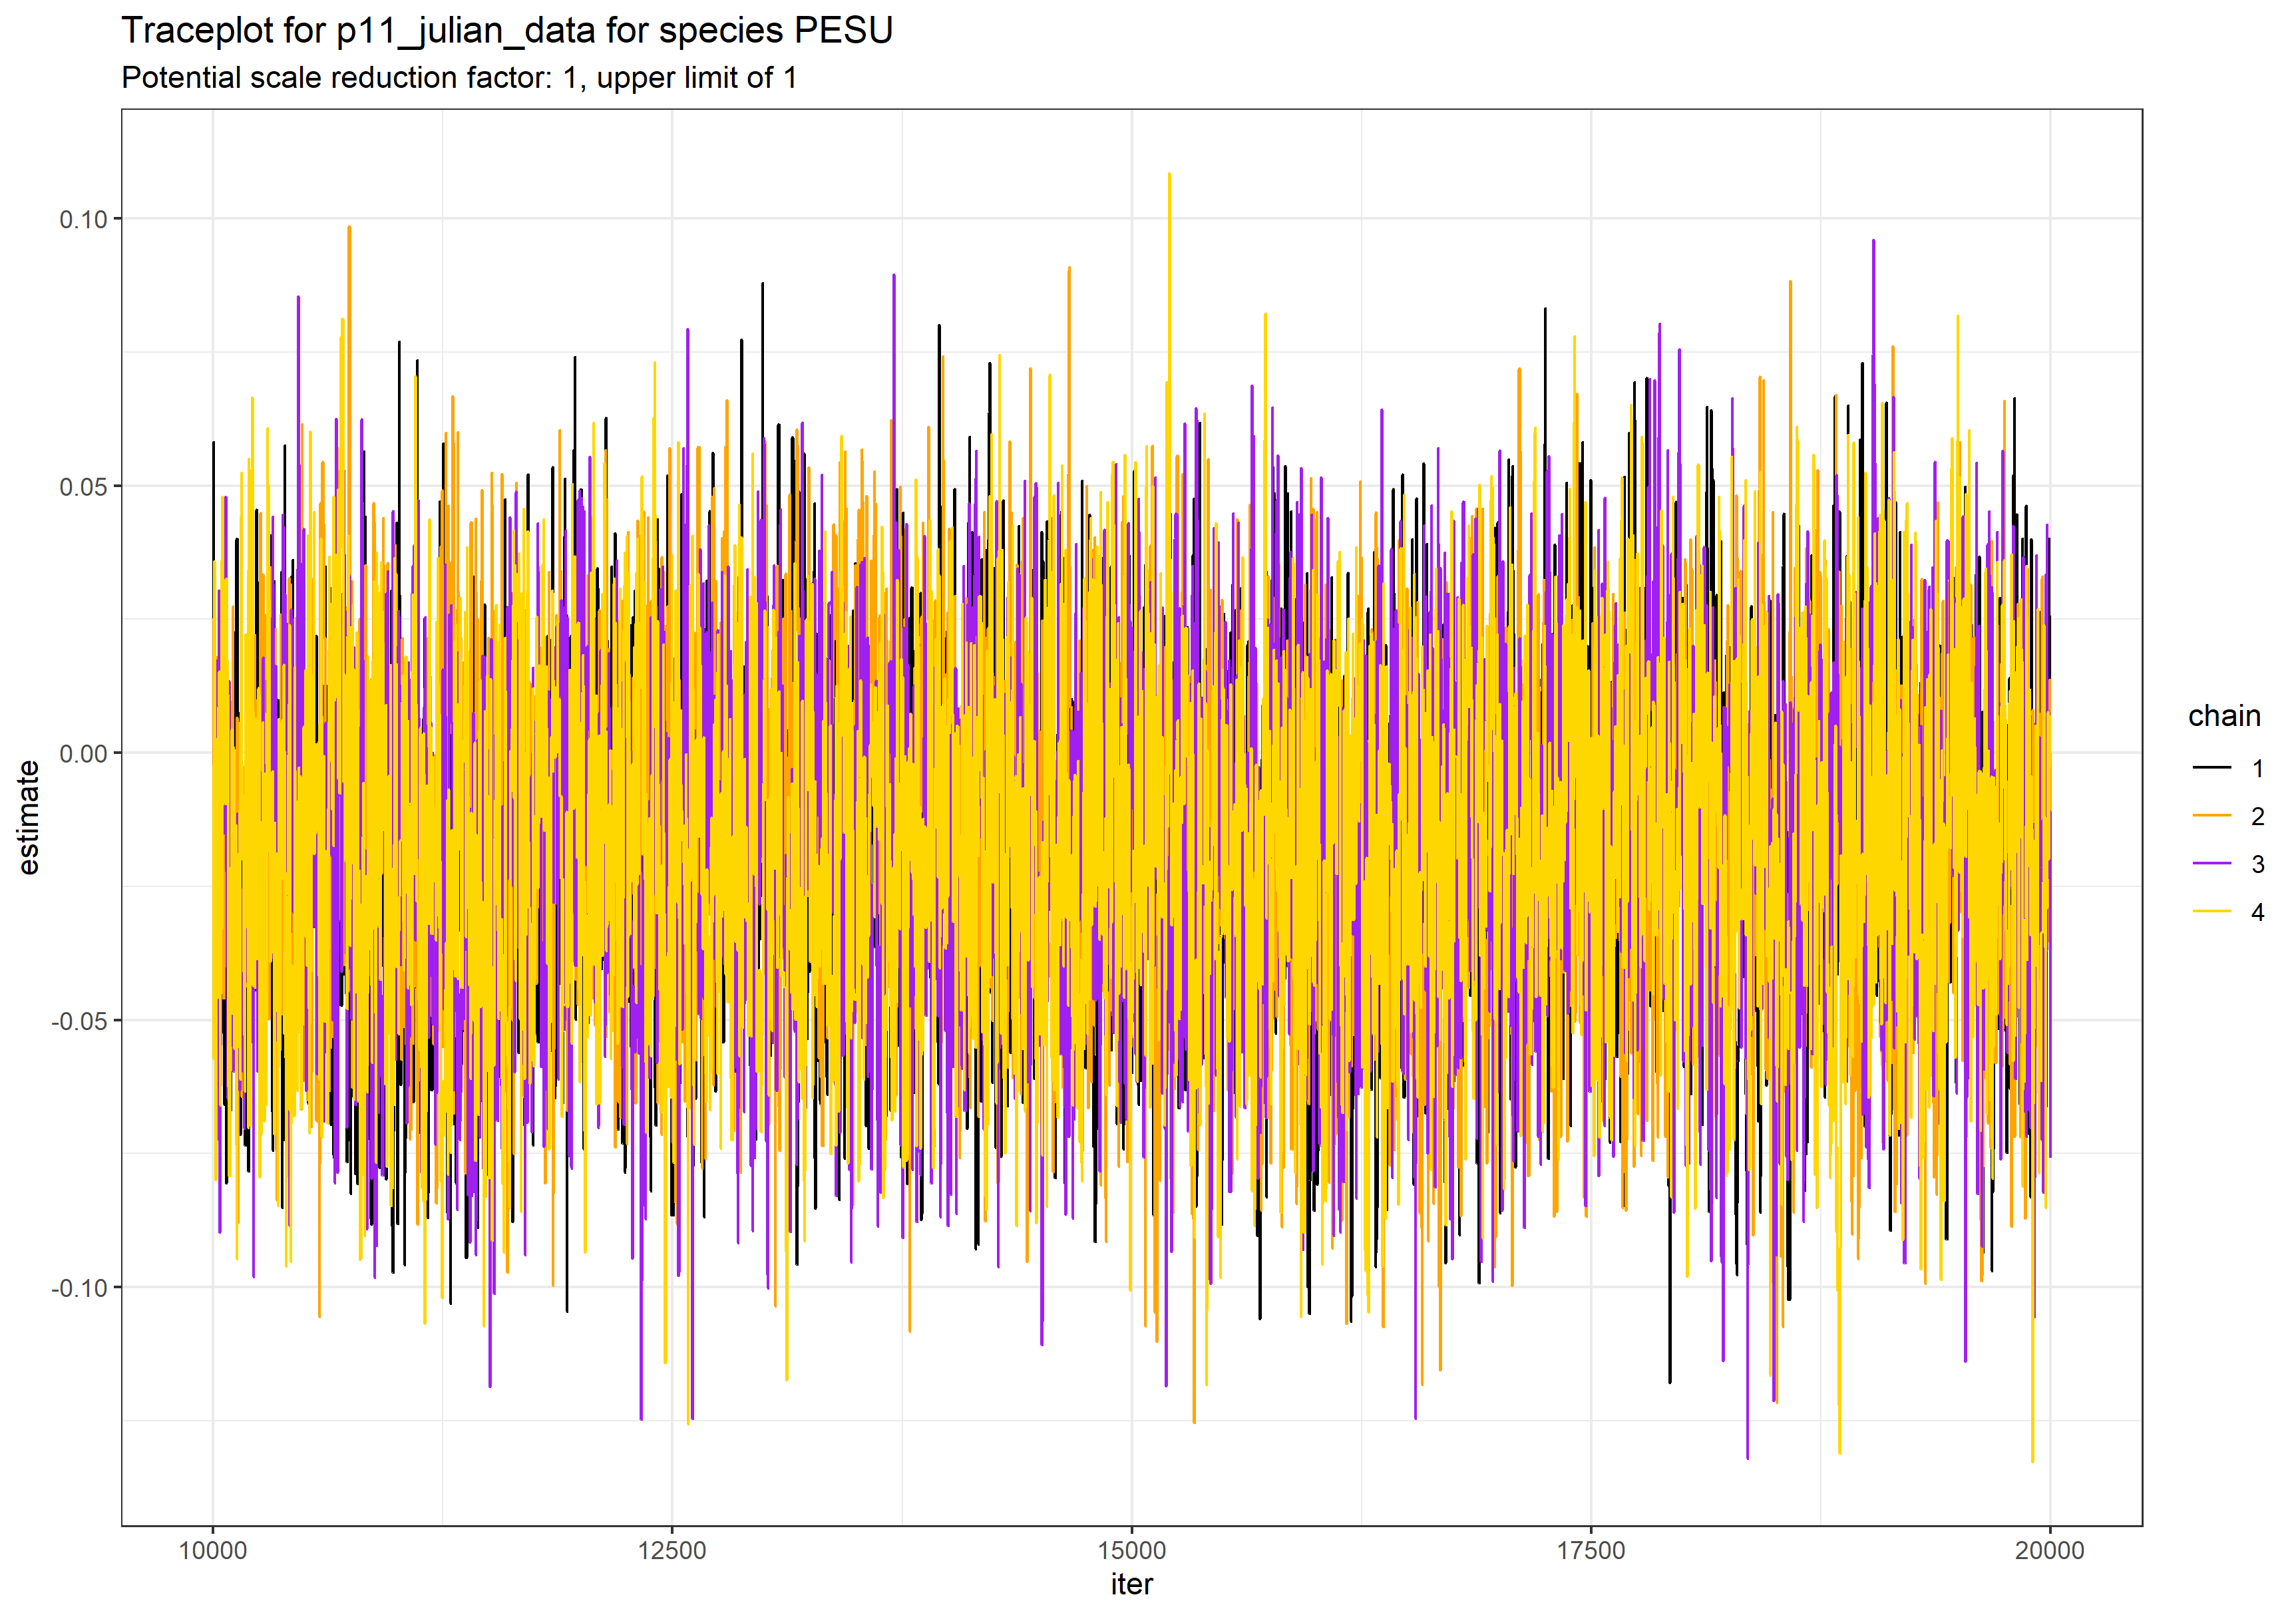 Traceplot for p11_julian_data for species PESU
Potential scale reduction factor: 1, upper limit of 1
0.10
0.05
0.00
-0.05
-0.10
estimate
10000
12500
15000
17500
20000
iter
chain
1
2
3
4